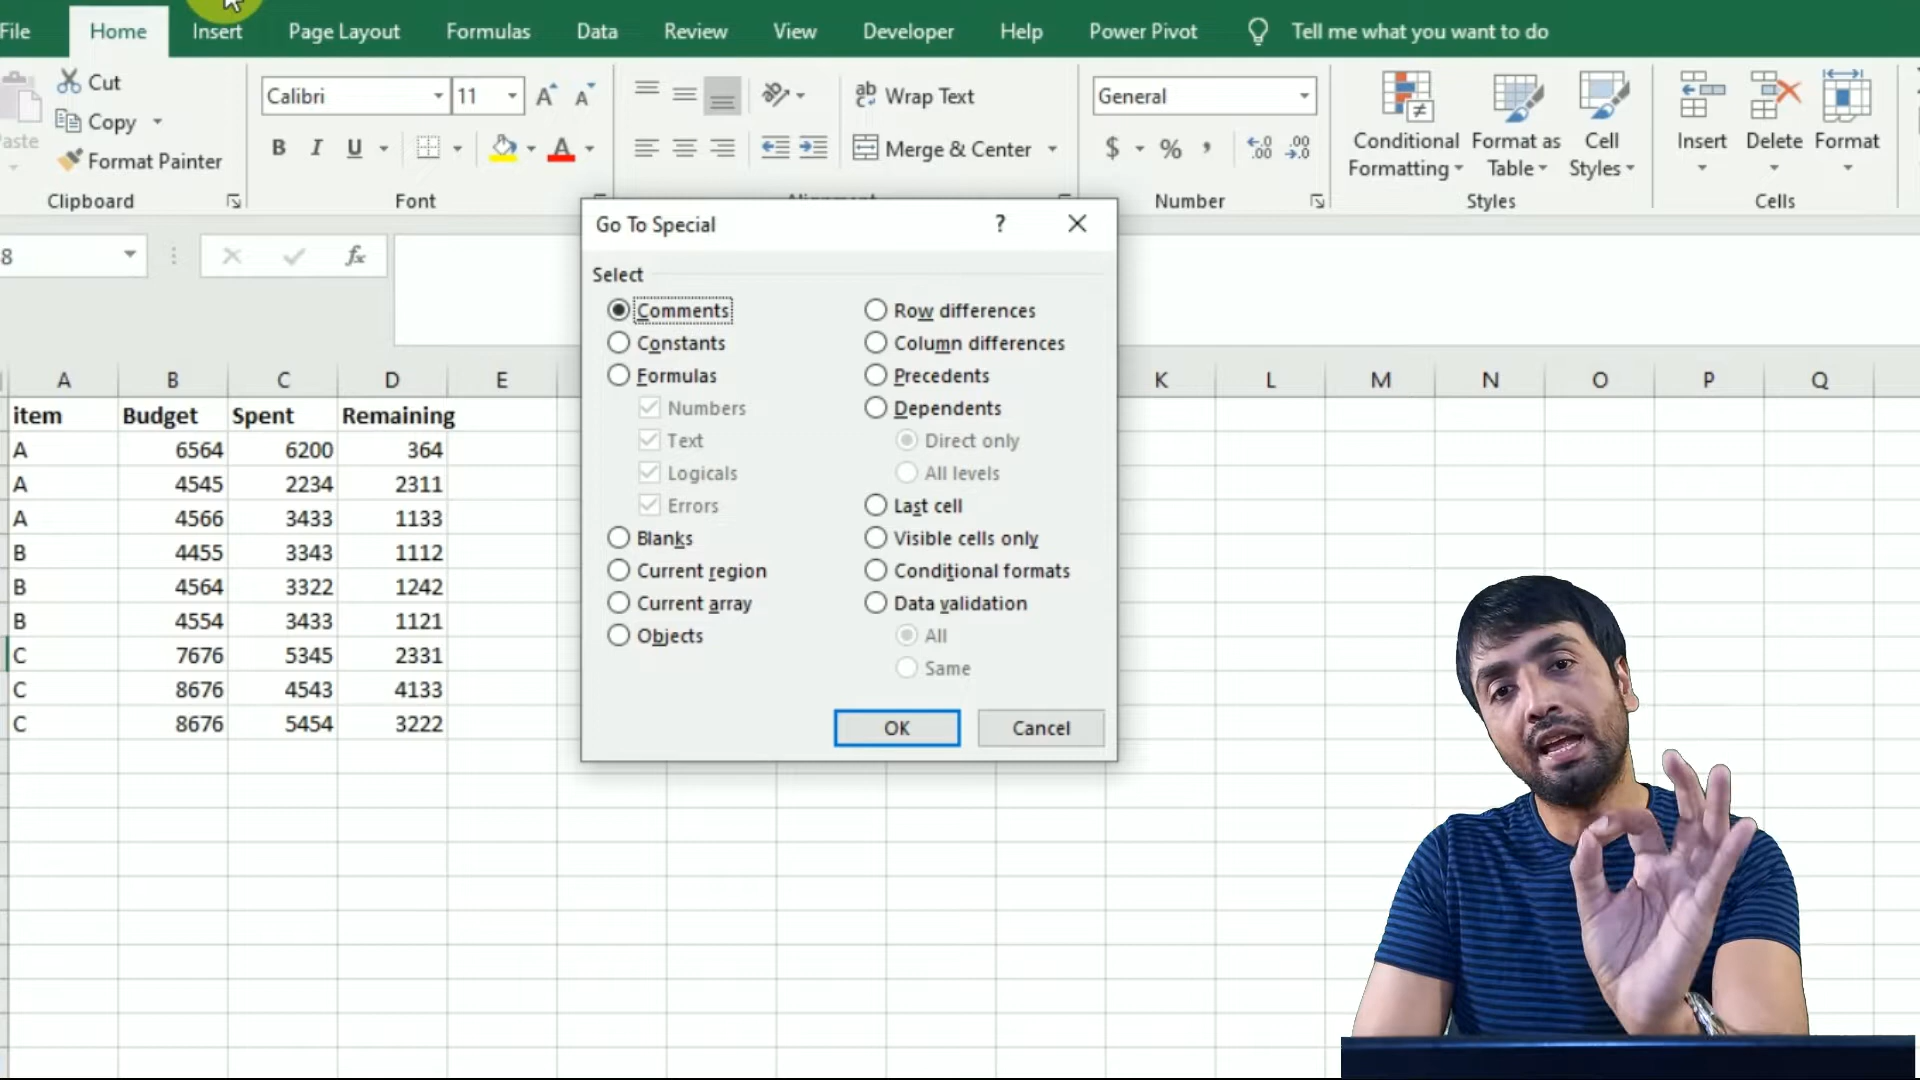 File Home Insert Page Layout Formulas Data Review View Developer Help Power Pivot Tell me what you want to do
Cut
Copy
Format Painter
Clipboard
Calibri 11
B I U A
Font
Wrap Text
Merge & Center
General
$ % , .00 .00
Number
Conditional Formatting
Format as Table
Cell Styles
Styles
Insert Delete Format
Cells
8
fx
Go To Special ?
Select
Comments
Constants
Formulas
Numbers
Text
Logicals
Errors
Blanks
Current region
Current array
Objects
Row differences
Column differences
Precedents
Dependents
Direct only
All levels
Last cell
Visible cells only
Conditional formats
Data validation
All
Same
OK Cancel
A B C D E K L M N O P Q
item Budget Spent Remaining
A 6564 6200 364
A 4545 2234 2311
A 4566 3433 1133
B 4455 3343 1112
B 4564 3322 1242
B 4554 3433 1121
C 7676 5345 2331
C 8676 4543 4133
C 8676 5454 3222